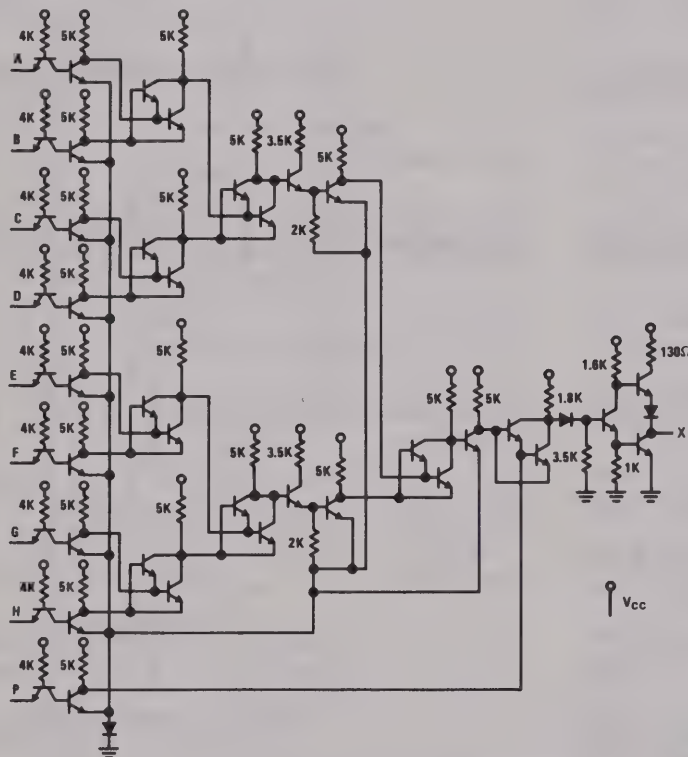 4K 5K 5K
A
4K 5K
B 5K 3.5K
5K
4K 5K 5K
C
2K
4K 5K
D
4K 5K 5K 130Ω
1.6K
E
5K 5K 1.8K
4K 5K
X
F 5K 3.5K
5K
3.5K 1K
4K 5K 5K
G
2K
4K 5K
VCC
H
4K 5K
P